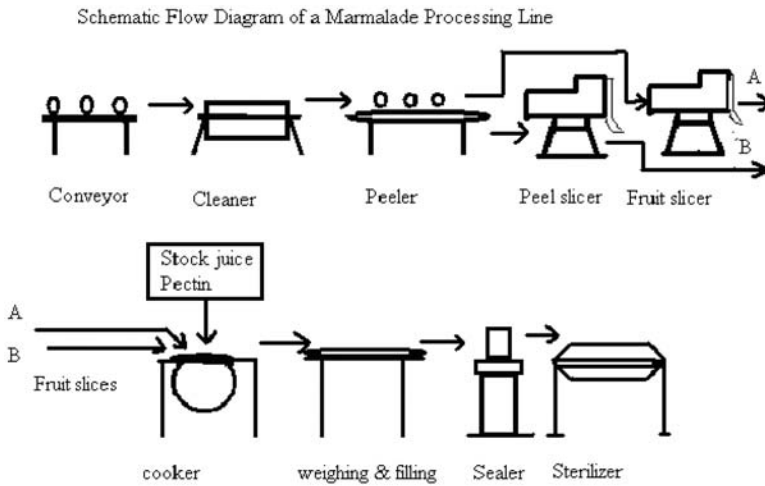 Schematic Flow Diagram of a Marmalade Processing Line
A
B
Conveyor
Cleaner
Peeler
Peel slicer
Fruit slicer
Stock juice
Pectin
A
B
Fruit slices
cooker
weighing & filling
Sealer
Sterilizer